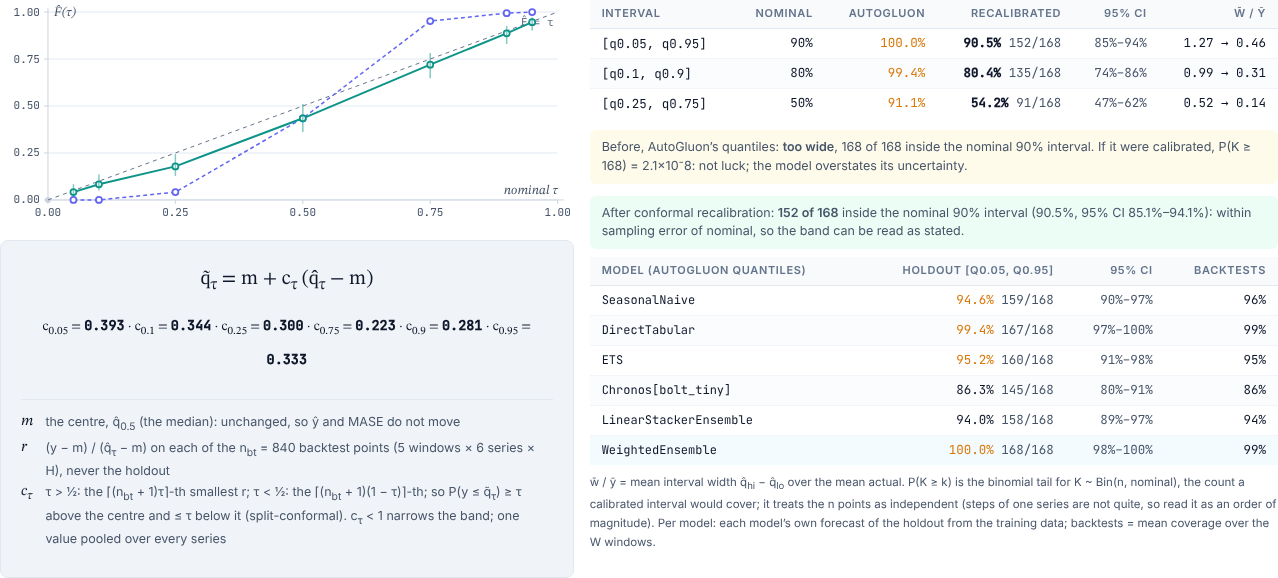 1.00 F̂(τ)
F̂ = τ
0.75
0.50
0.25
nominal τ
0.00
0.00 0.25 0.50 0.75 1.00
q̃τ = m + cτ (q̂τ − m)
c0.05 = 0.393 · c0.1 = 0.344 · c0.25 = 0.300 · c0.75 = 0.223 · c0.9 = 0.281 · c0.95 =
0.333
m the centre, q̂0.5 (the median): unchanged, so ŷ and MASE do not move
r (y − m) / (q̂τ − m) on each of the nbt = 840 backtest points (5 windows × 6 series ×
H), never the holdout
cτ τ > ½: the ⌈(nbt + 1)τ⌉-th smallest r; τ < ½: the ⌈(nbt + 1)(1 − τ)⌉-th; so P(y ≤ q̃τ) ≥ τ
above the centre and ≤ τ below it (split-conformal). cτ < 1 narrows the band; one
value pooled over every series
INTERVAL NOMINAL AUTOGLUON RECALIBRATED 95% CI W̄ / Ȳ
[q0.05, q0.95] 90% 100.0% 90.5% 152/168 85%–94% 1.27 → 0.46
[q0.1, q0.9] 80% 99.4% 80.4% 135/168 74%–86% 0.99 → 0.31
[q0.25, q0.75] 50% 91.1% 54.2% 91/168 47%–62% 0.52 → 0.14
Before, AutoGluon's quantiles: too wide, 168 of 168 inside the nominal 90% interval. If it were calibrated, P(K ≥
168) = 2.1×10⁻8: not luck; the model overstates its uncertainty.
After conformal recalibration: 152 of 168 inside the nominal 90% interval (90.5%, 95% CI 85.1%–94.1%): within
sampling error of nominal, so the band can be read as stated.
MODEL (AUTOGLUON QUANTILES) HOLDOUT [Q0.05, Q0.95] 95% CI BACKTESTS
SeasonalNaive 94.6% 159/168 90%–97% 96%
DirectTabular 99.4% 167/168 97%–100% 99%
ETS 95.2% 160/168 91%–98% 95%
Chronos[bolt_tiny] 86.3% 145/168 80%–91% 86%
LinearStackerEnsemble 94.0% 158/168 89%–97% 94%
WeightedEnsemble 100.0% 168/168 98%–100% 99%
w̄ / ȳ = mean interval width q̂hi − q̂lo over the mean actual. P(K ≥ k) is the binomial tail for K ~ Bin(n, nominal), the count a
calibrated interval would cover; it treats the n points as independent (steps of one series are not quite, so read it as an order of
magnitude). Per model: each model's own forecast of the holdout from the training data; backtests = mean coverage over the
W windows.